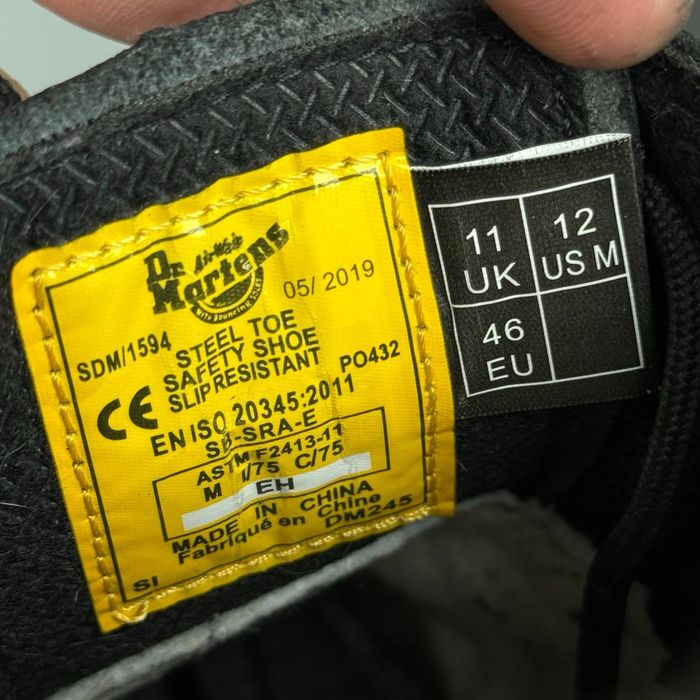 Dr. AirWair
Martens
WITH BOUNCING SOLES
05/ 2019
SDM/1594
STEEL TOE
SAFETY SHOE
SLIP RESISTANT
PO432
CE
EN ISO 20345:2011
SB-SRA-E
ASTM F2413-11
M I/75 C/75
EH
MADE IN CHINA
Fabriqué en Chine
DM245
SI
11
UK
12
US M
46
EU